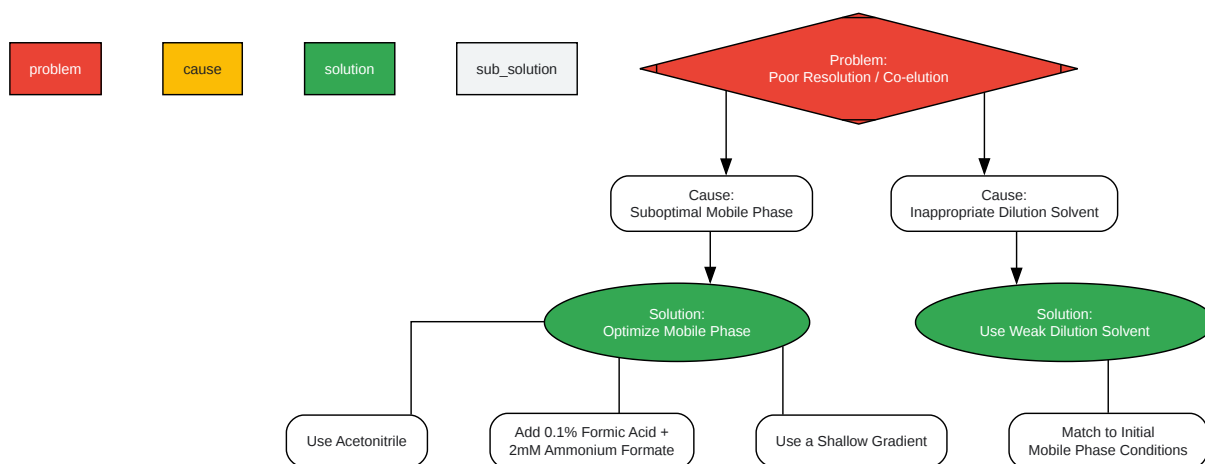 problem
cause
solution
sub_solution
Problem:
Poor Resolution / Co-elution
Cause:
Suboptimal Mobile Phase
Cause:
Inappropriate Dilution Solvent
Solution:
Optimize Mobile Phase
Solution:
Use Weak Dilution Solvent
Use Acetonitrile
Add 0.1% Formic Acid +
2mM Ammonium Formate
Use a Shallow Gradient
Match to Initial
Mobile Phase Conditions